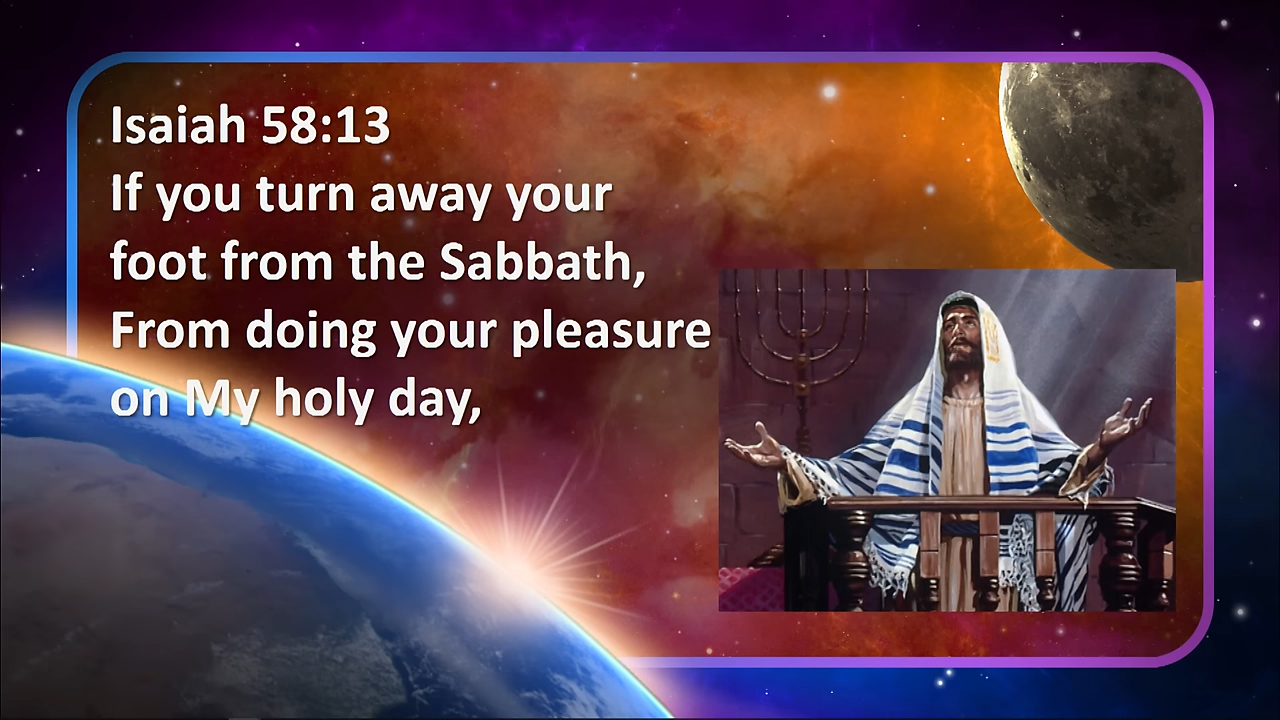 Isaiah 58:13
If you turn away your
foot from the Sabbath,
From doing your pleasure
on My holy day,